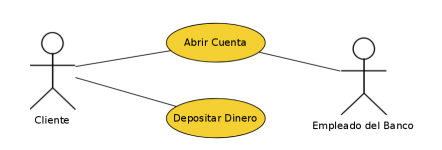 Abrir Cuenta
Cliente
Depositar Dinero
Empleado del Banco